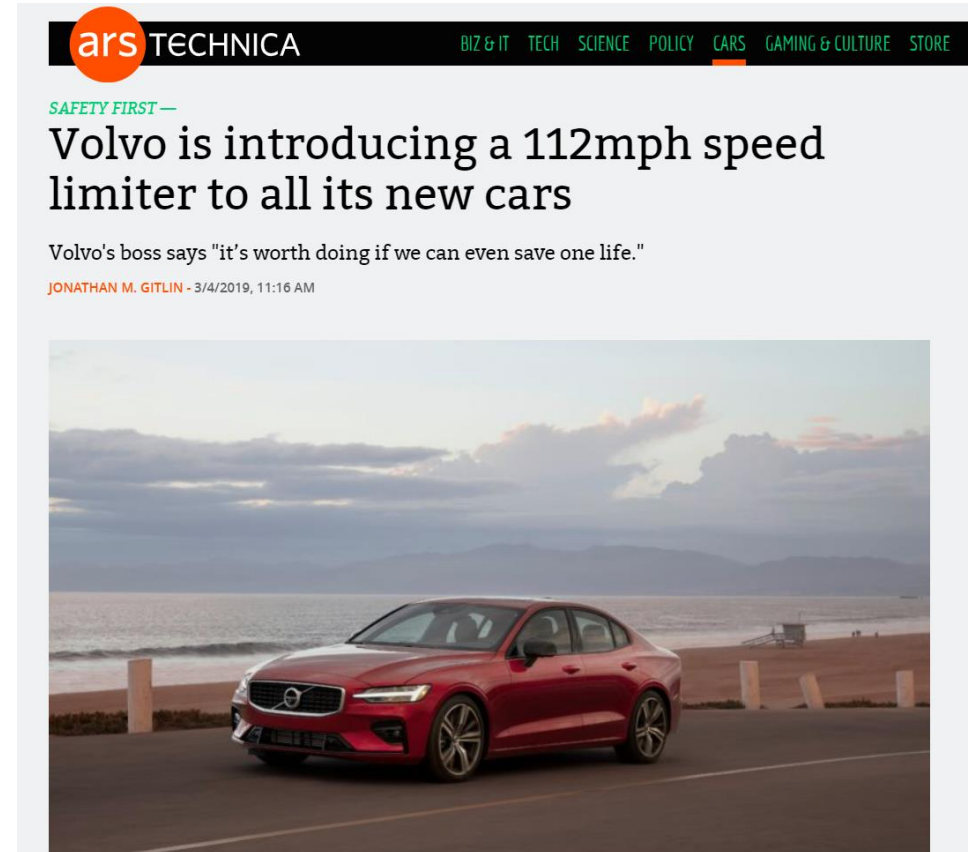 ars TECHNICA
BIZ & IT TECH SCIENCE POLICY CARS GAMING & CULTURE STORE
SAFETY FIRST —
Volvo is introducing a 112mph speed
limiter to all its new cars
Volvo's boss says "it’s worth doing if we can even save one life."
JONATHAN M. GITLIN - 3/4/2019, 11:16 AM